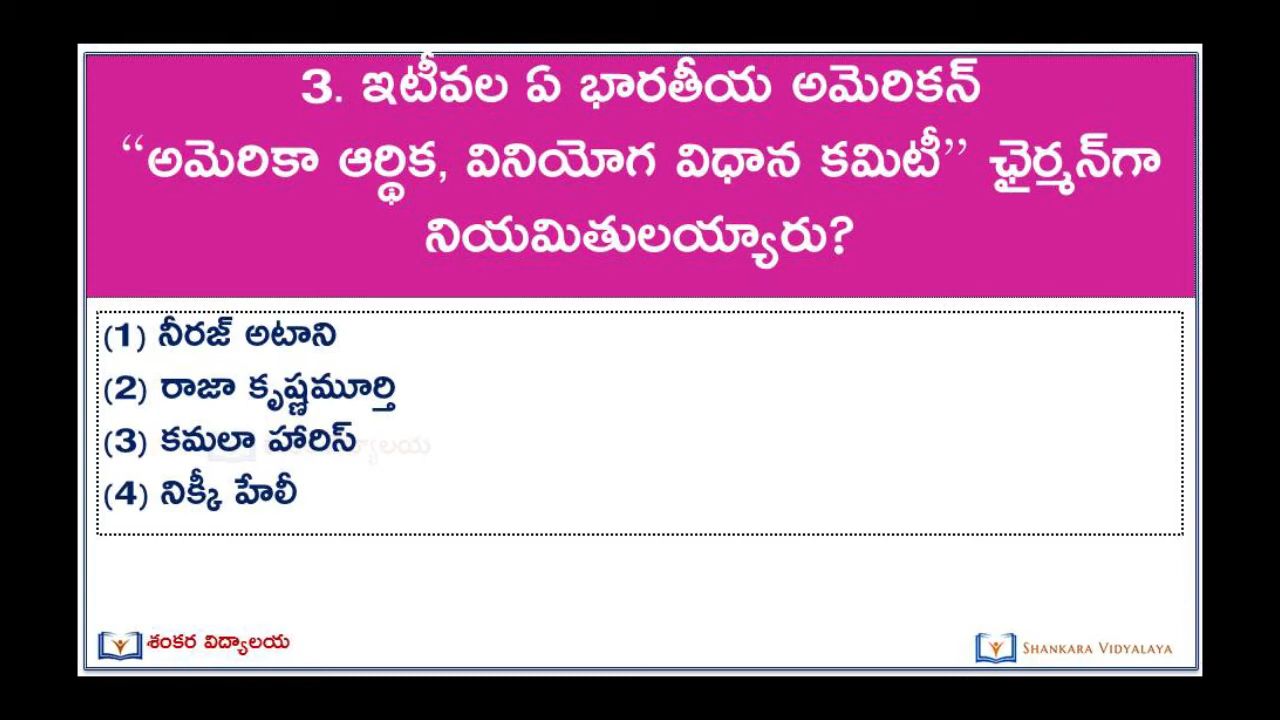 3. ఇటీవల ఏ భారతీయ అమెరికన్
“అమెరికా ఆర్థిక, వినియోగ విధాన కమిటీ” ఛైర్మన్‌గా
నియమితులయ్యారు?
(1) నీరజ్ అటాని
(2) రాజా కృష్ణమూర్తి
(3) కమలా హారిస్
(4) నిక్కీ హేలీ
శంకర విద్యాలయ
SHANKARA VIDYALAYA